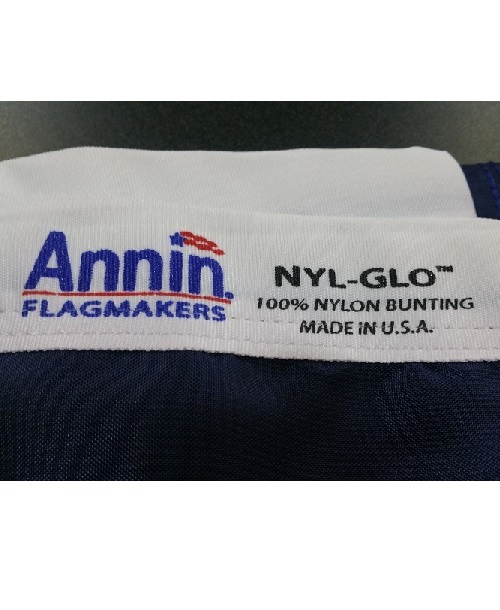 Annin.
FLAGMAKERS
NYL-GLO™
100% NYLON BUNTING
MADE IN U.S.A.